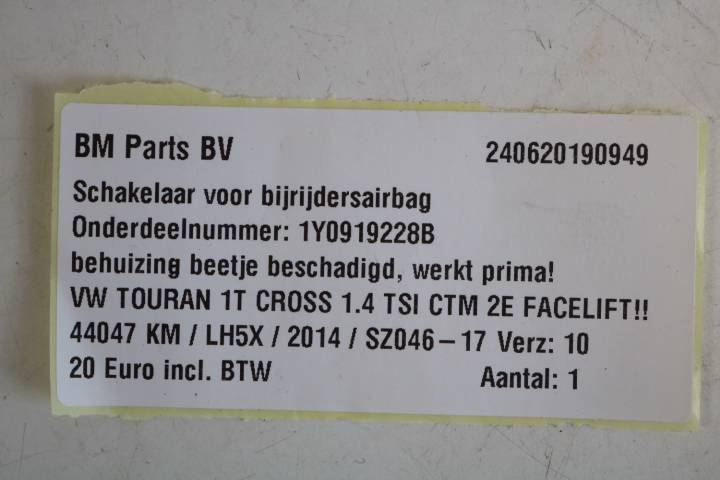 BM Parts BV 240620190949
Schakelaar voor bijrijdersairbag
Onderdeelnummer: 1Y0919228B
behuizing beetje beschadigd, werkt prima!
VW TOURAN 1T CROSS 1.4 TSI CTM 2E FACELIFT!!
44047 KM / LH5X / 2014 / SZ046-17 Verz: 10
20 Euro incl. BTW Aantal: 1